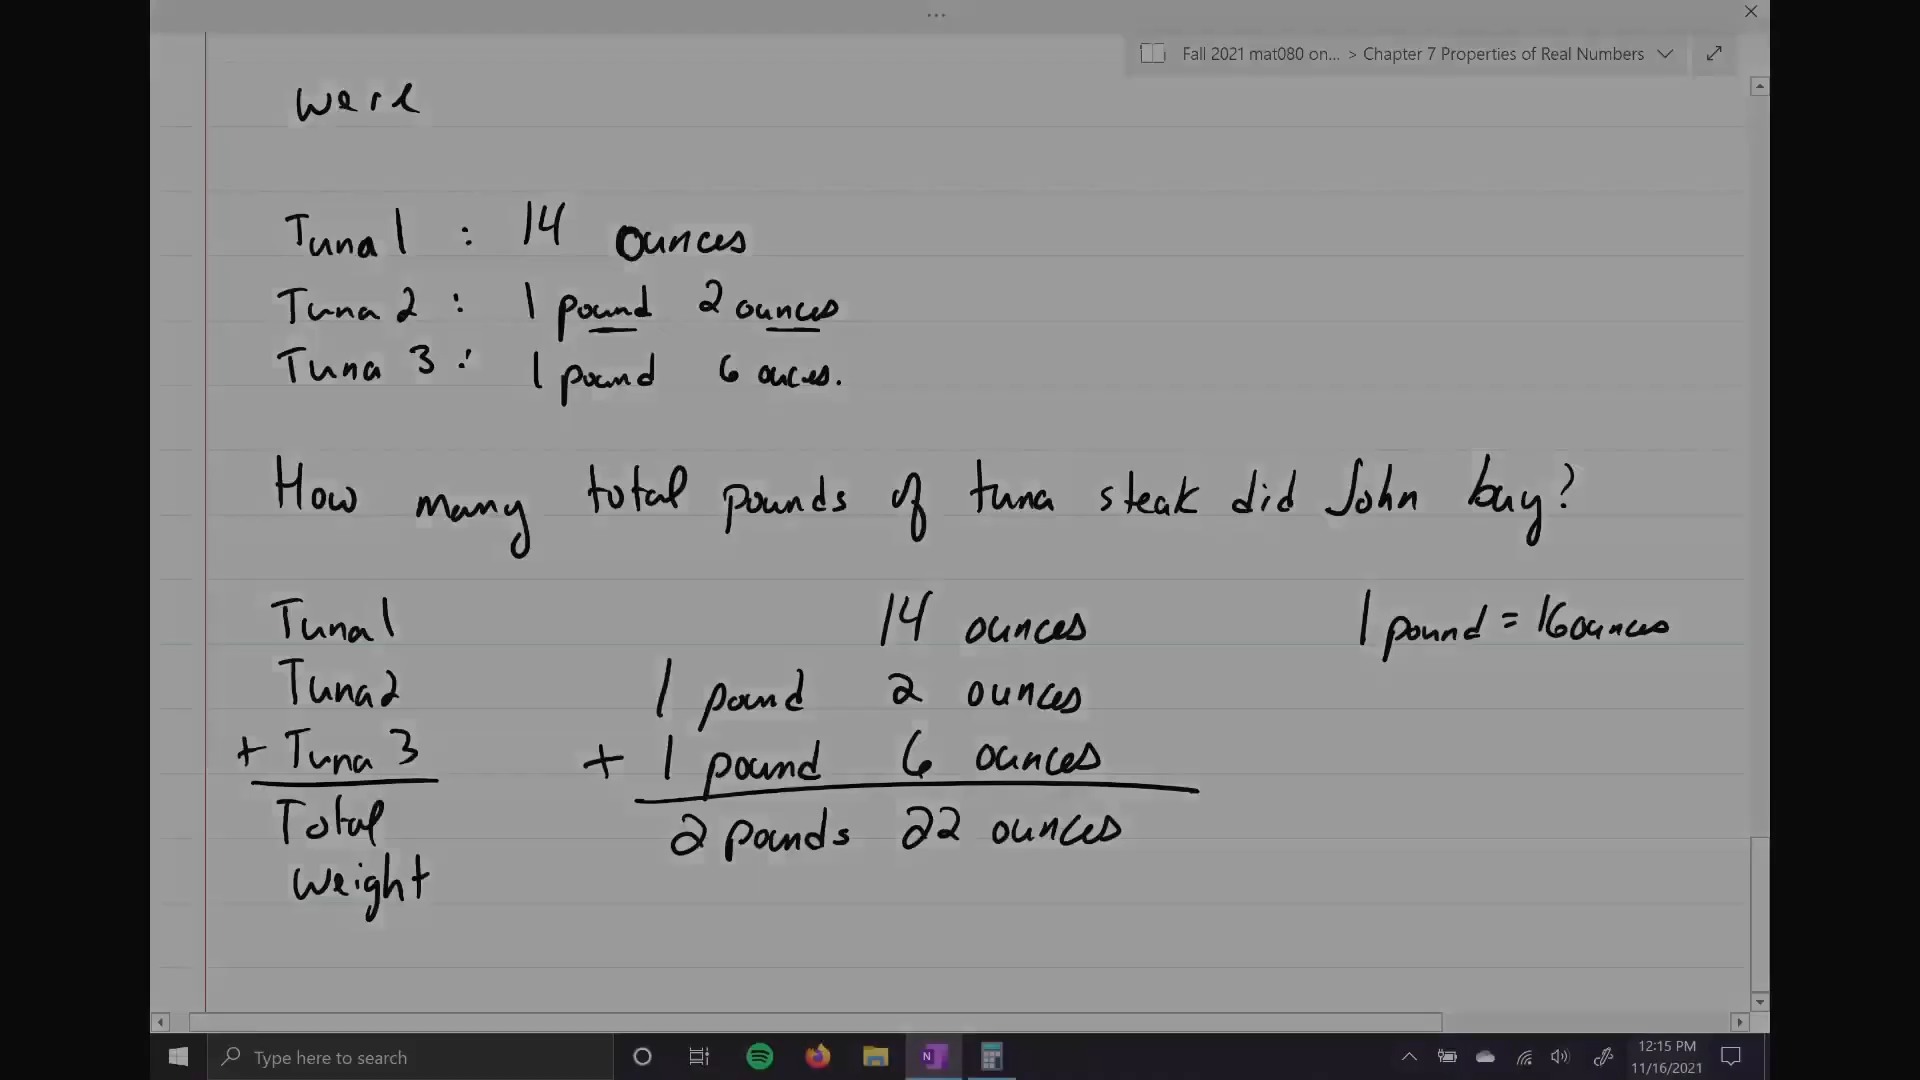 ...
Fall 2021 mat080 on... > Chapter 7 Properties of Real Numbers
were
Tuna 1 : 14 ounces
Tuna 2 : 1 pound 2 ounces
Tuna 3 : 1 pound 6 ounces.
How many total pounds of tuna steak did John buy?
Tuna 1 14 ounces 1 pound = 16 ounces
Tuna 2 1 pound 2 ounces
+ Tuna 3 + 1 pound 6 ounces
Total 2 pounds 22 ounces
weight
Type here to search
12:15 PM
11/16/2021